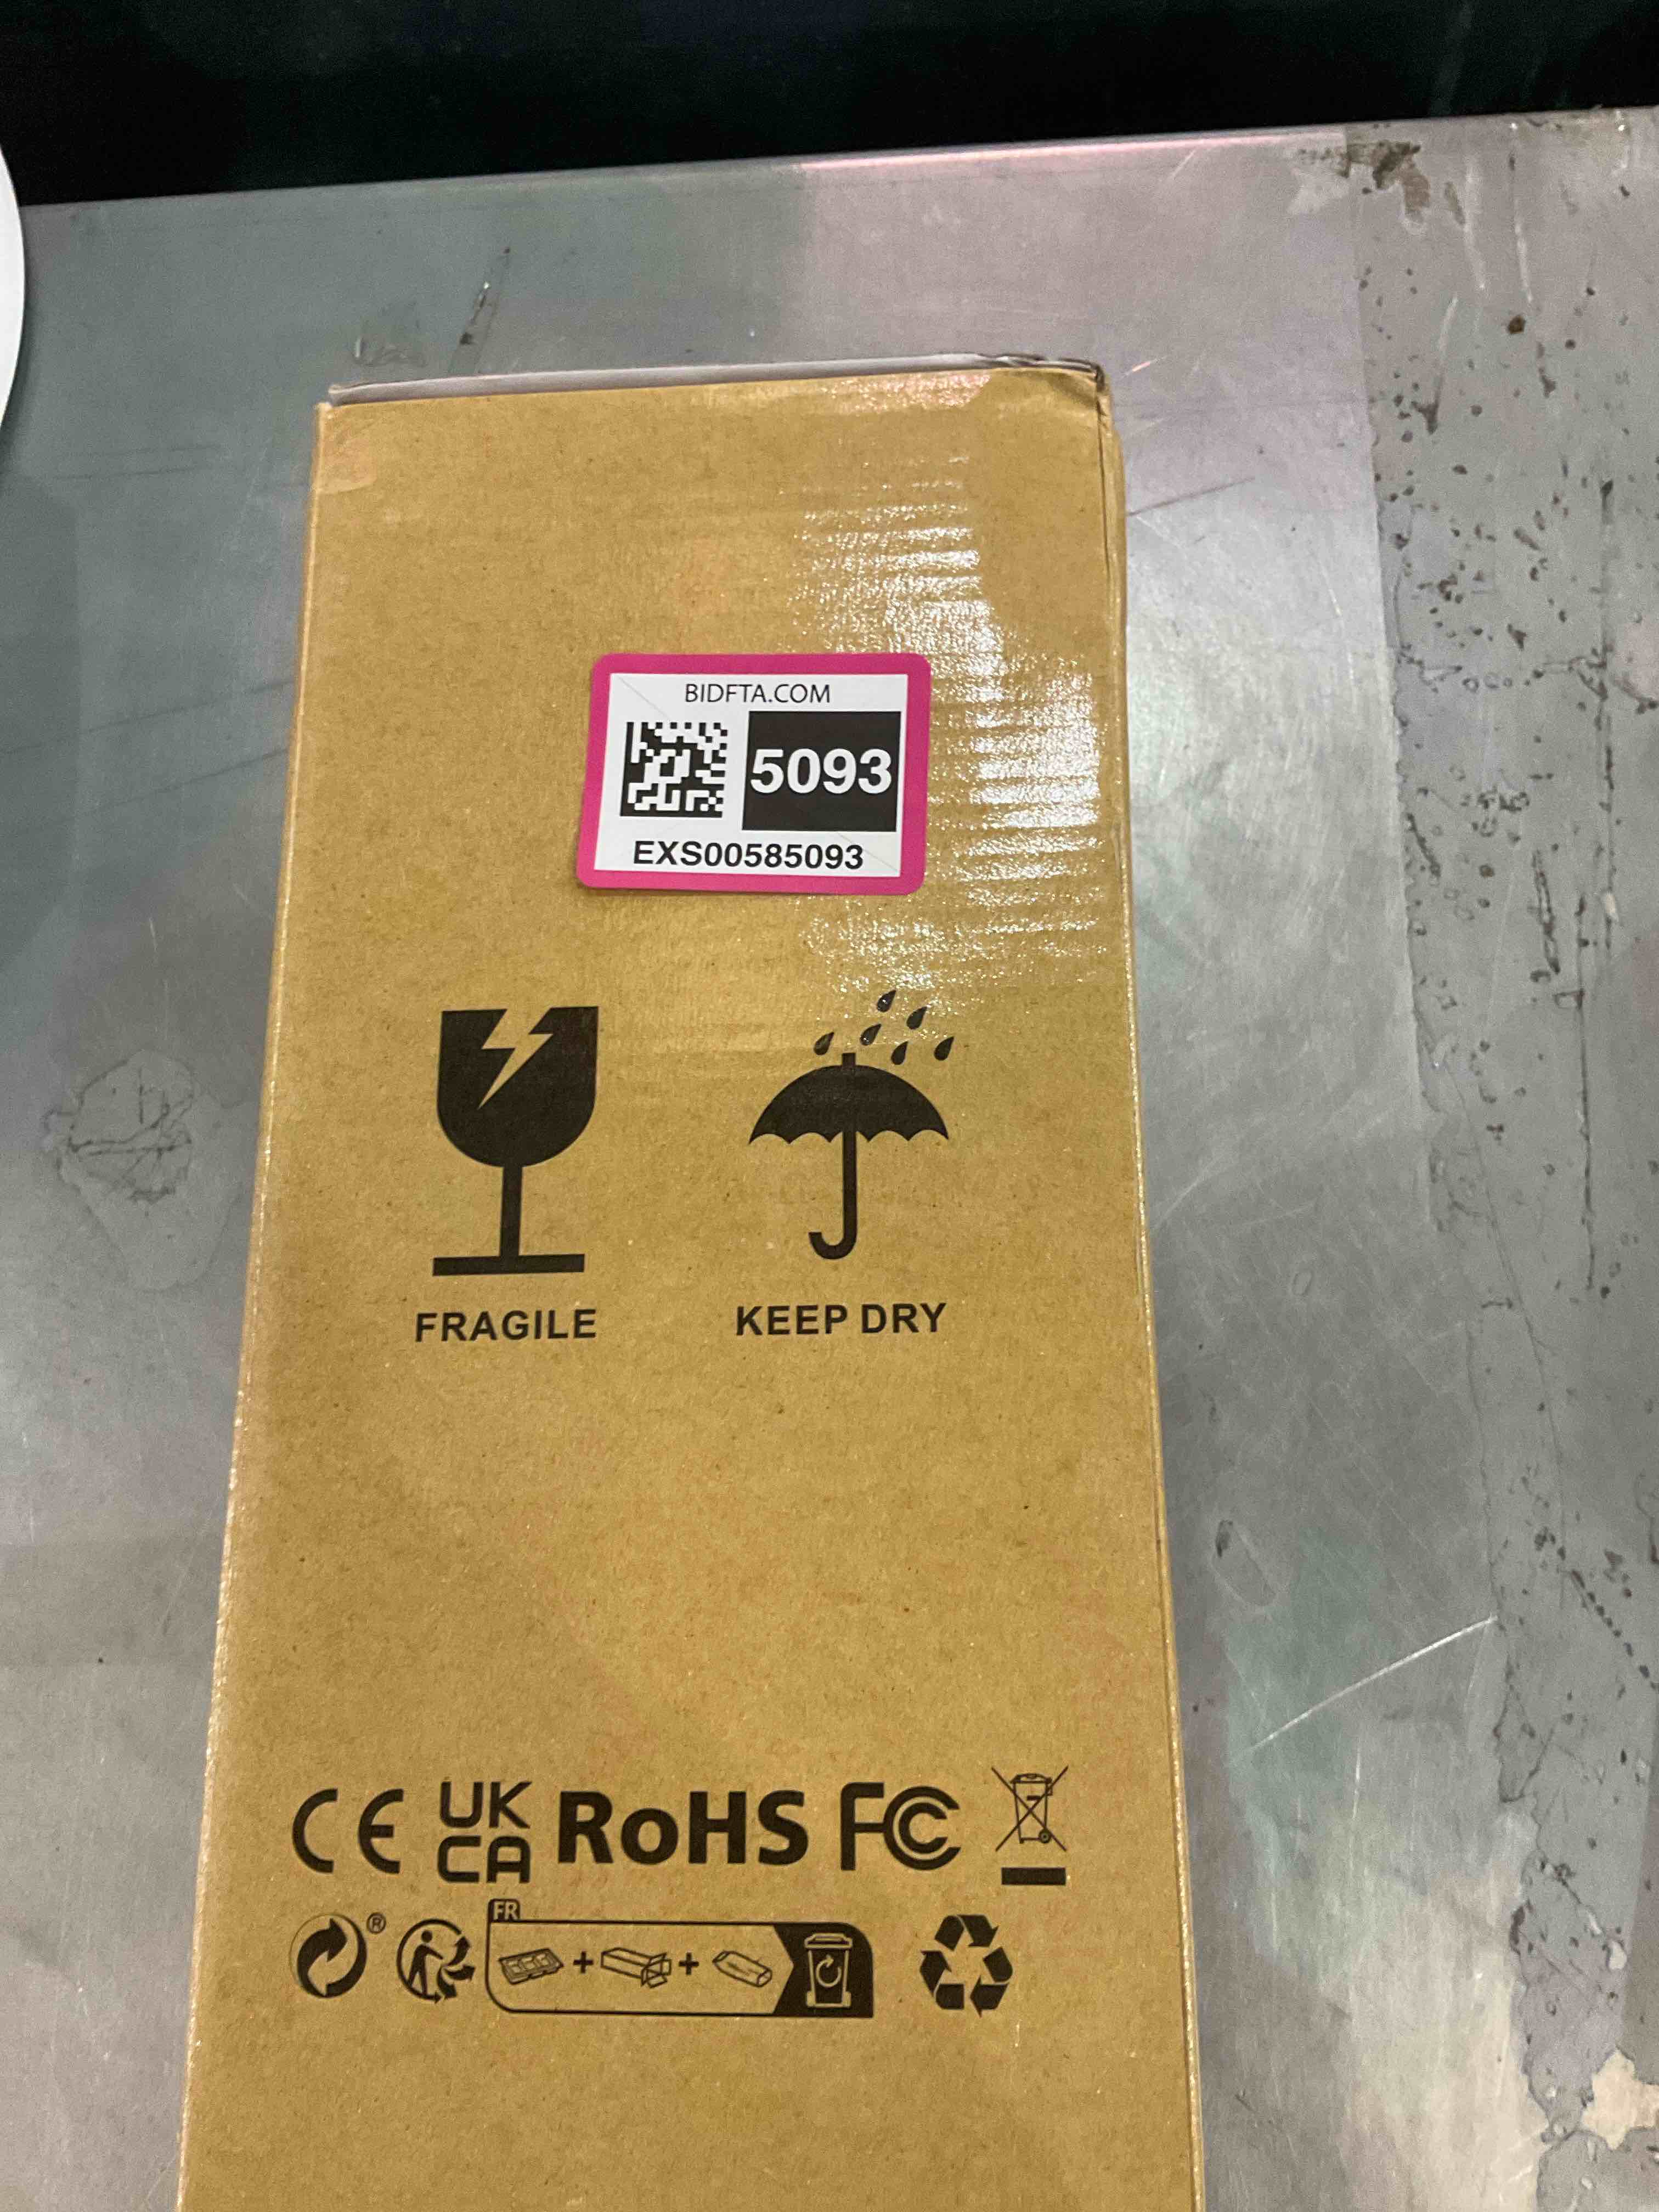 BIDFTA.COM
5093
EXS00585093
FRAGILE
KEEP DRY
CE UK CA RoHS FC
®
FR